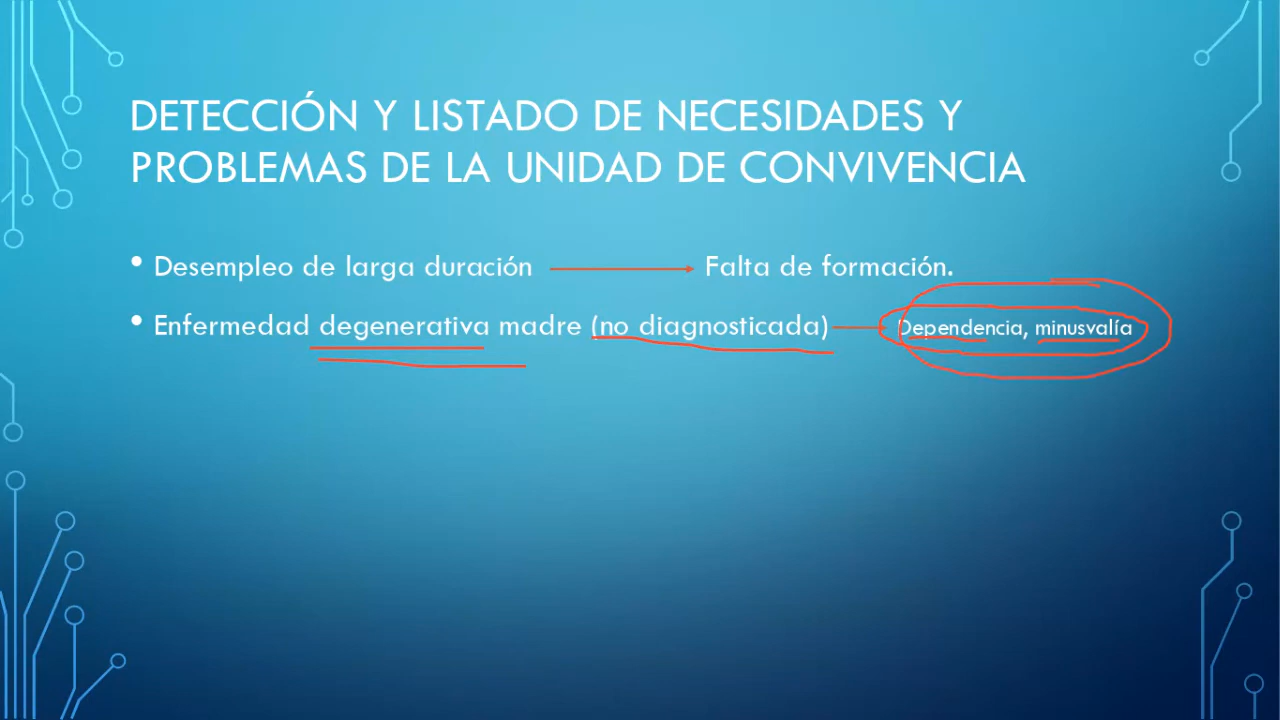 DETECCIÓN Y LISTADO DE NECESIDADES Y
PROBLEMAS DE LA UNIDAD DE CONVIVENCIA
• Desempleo de larga duración Falta de formación.
• Enfermedad degenerativa madre (no diagnosticada) Dependencia, minusvalía